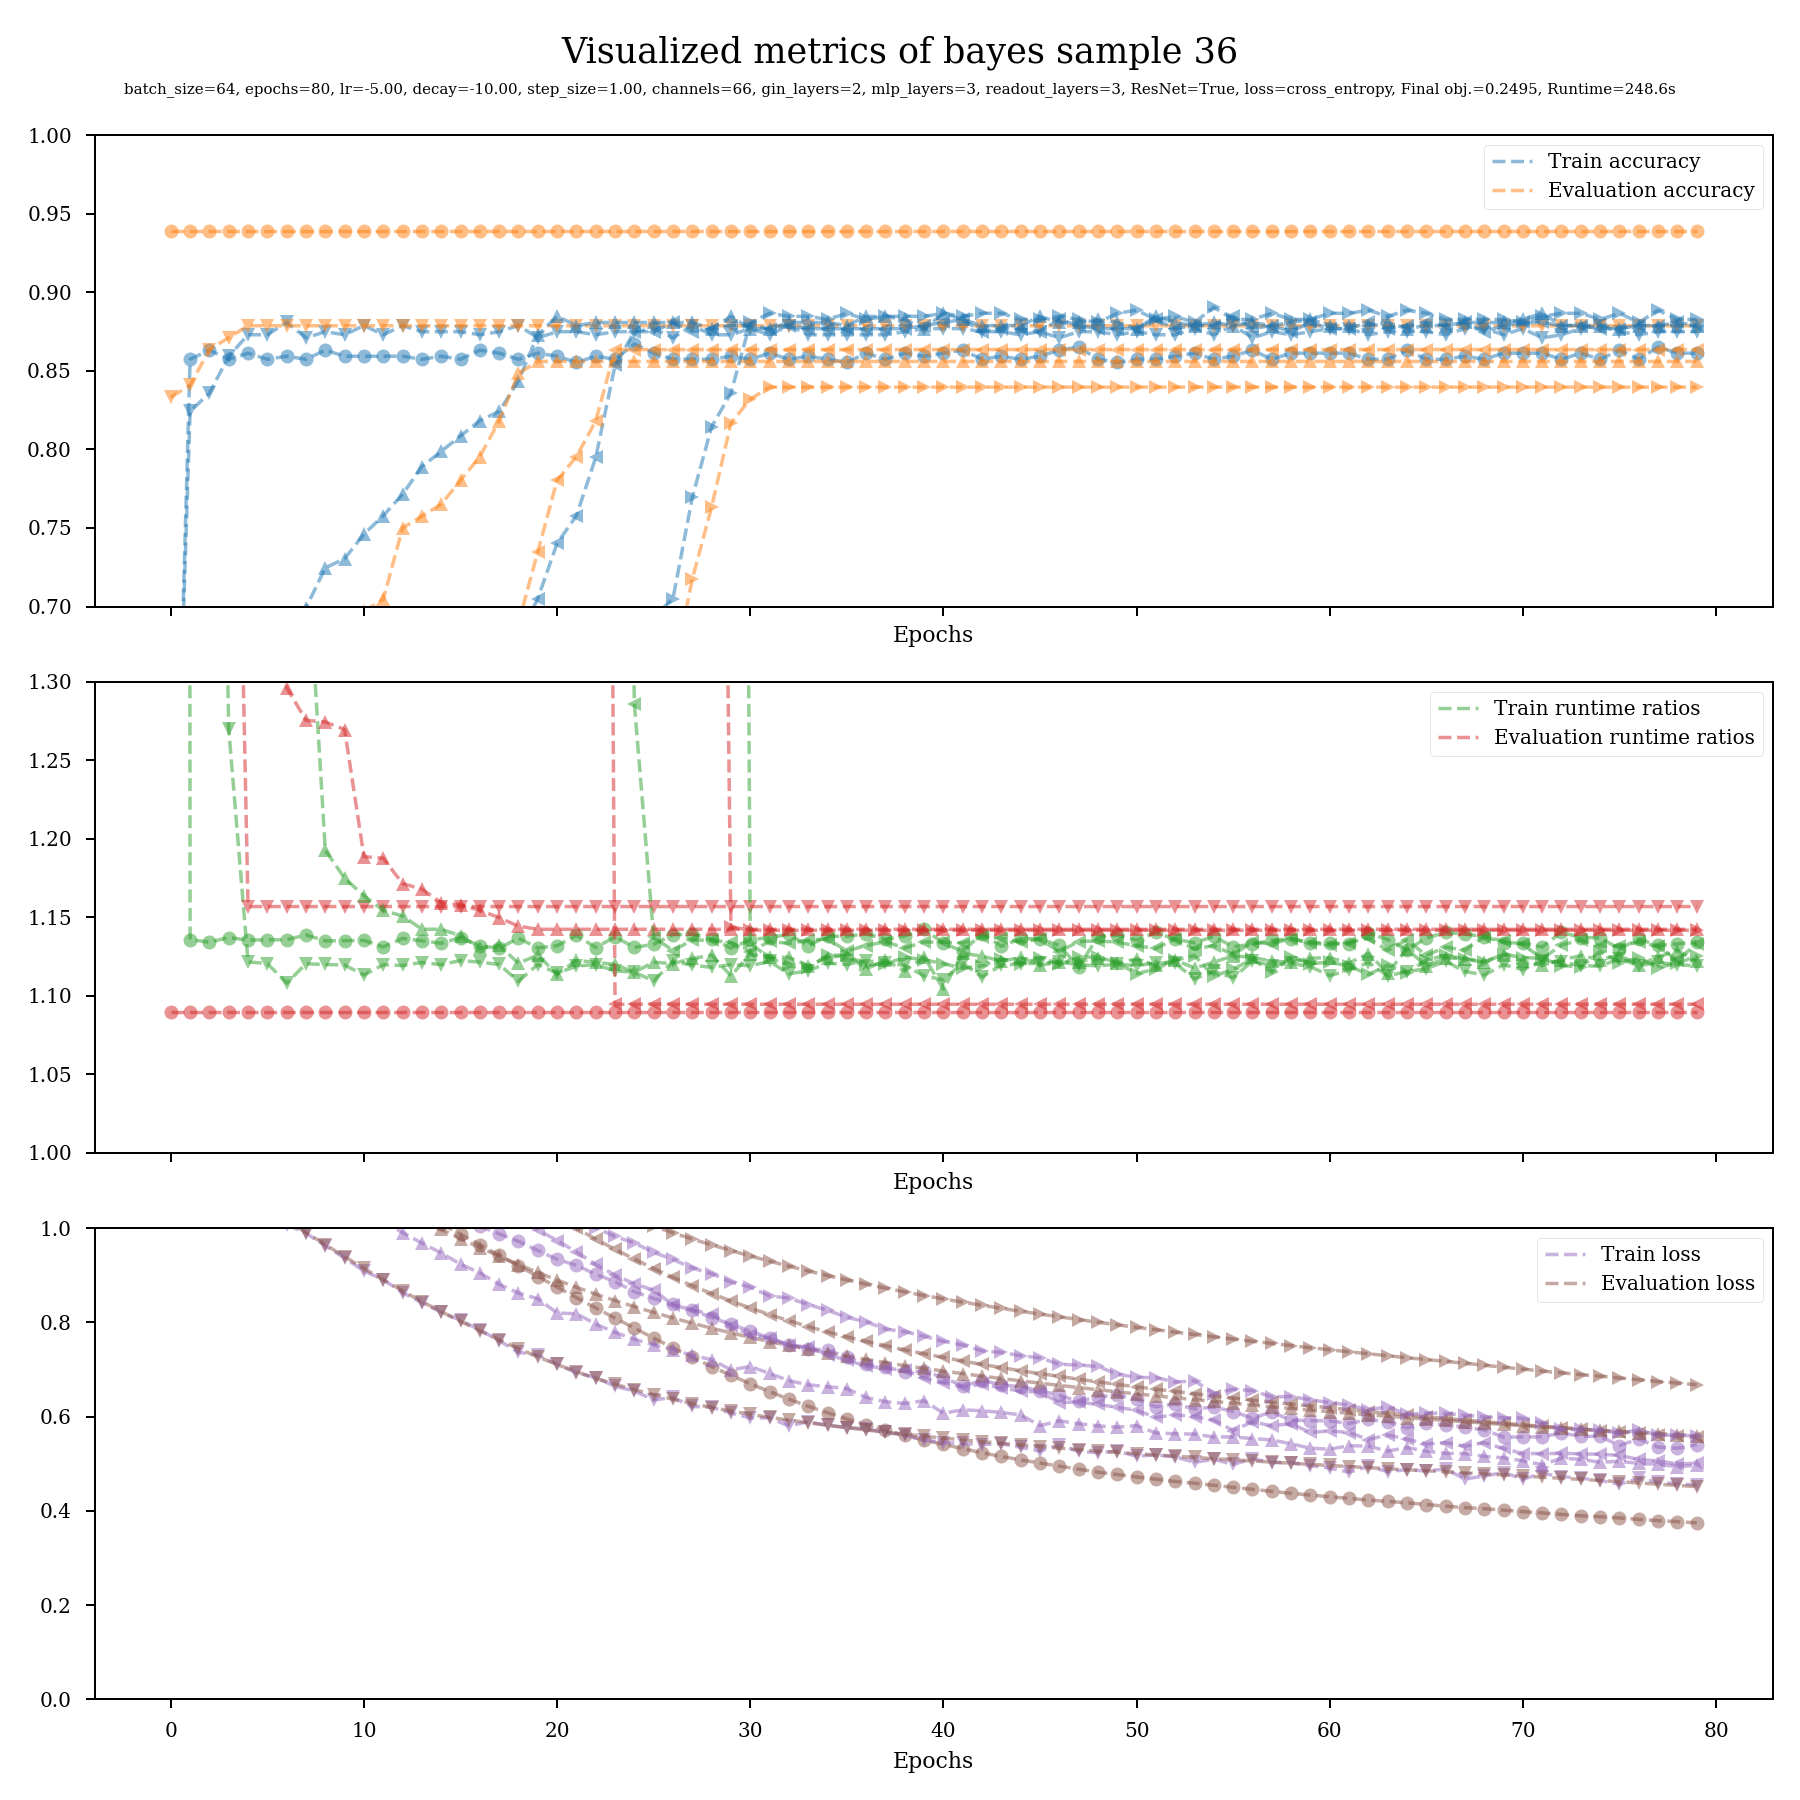 Visualized metrics of bayes sample 36
batch_size=64, epochs=80, lr=-5.00, decay=-10.00, step_size=1.00, channels=66, gin_layers=2, mlp_layers=3, readout_layers=3, ResNet=True, loss=cross_entropy, Final obj.=0.2495, Runtime=248.6s
1.00
0.95
0.90
0.85
0.80
0.75
0.70
Train accuracy
Evaluation accuracy
Epochs
1.30
1.25
1.20
1.15
1.10
1.05
1.00
Train runtime ratios
Evaluation runtime ratios
Epochs
1.0
0.8
0.6
0.4
0.2
0.0
Train loss
Evaluation loss
0 10 20 30 40 50 60 70 80
Epochs